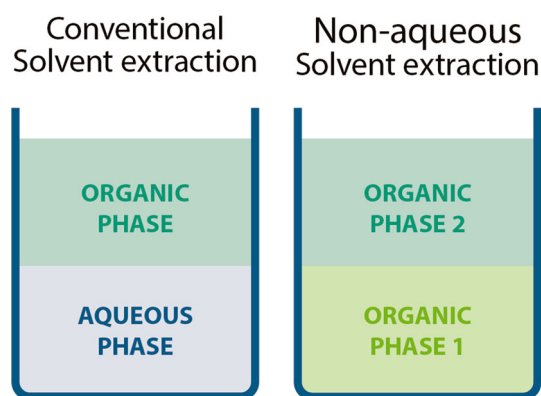 Conventional
Solvent extraction
Non-aqueous
Solvent extraction
ORGANIC
PHASE
AQUEOUS
PHASE
ORGANIC
PHASE 2
ORGANIC
PHASE 1